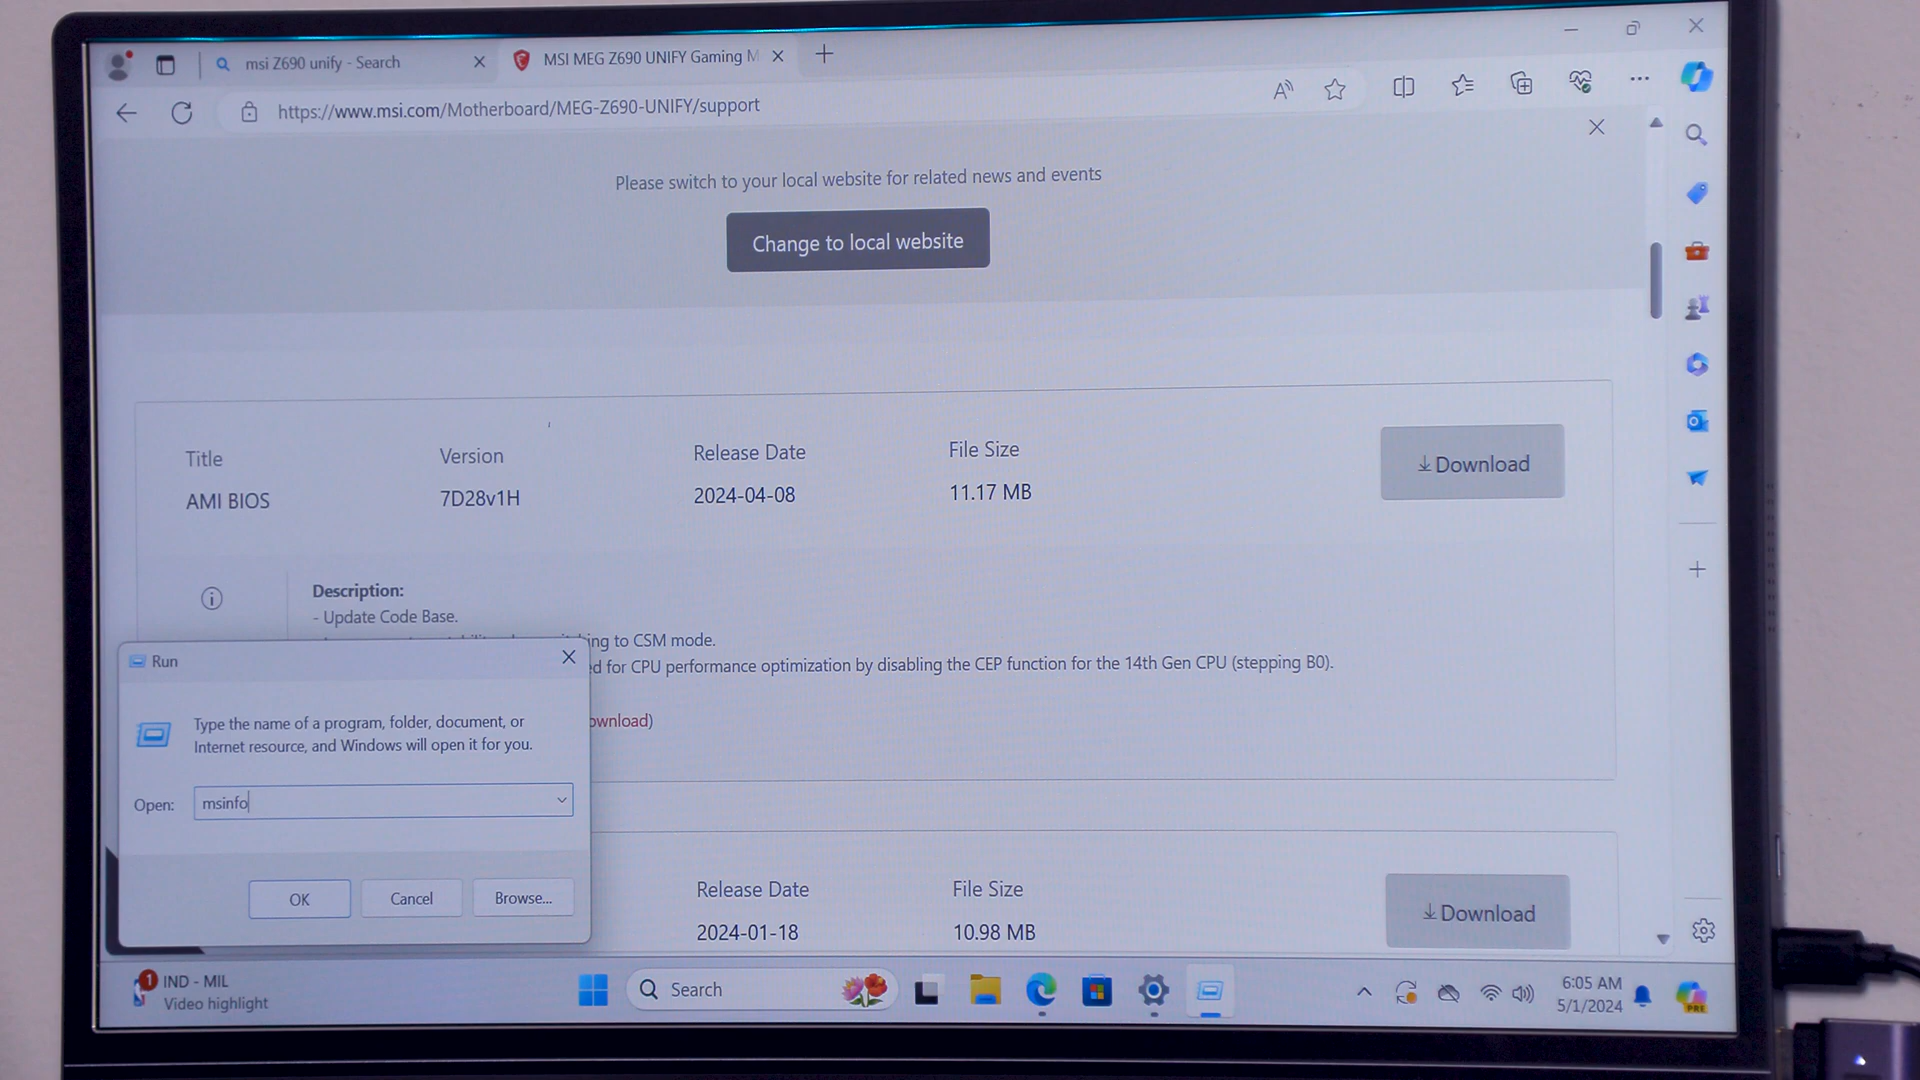 msi Z690 unify - Search
MSI MEG Z690 UNIFY Gaming M
https://www.msi.com/Motherboard/MEG-Z690-UNIFY/support
Please switch to your local website for related news and events
Change to local website
Title
Version
Release Date
File Size
Download
AMI BIOS
7D28v1H
2024-04-08
11.17 MB
Description:
- Update Code Base.
ing to CSM mode.
d for CPU performance optimization by disabling the CEP function for the 14th Gen CPU (stepping B0).
ownload)
Run
Type the name of a program, folder, document, or
Internet resource, and Windows will open it for you.
Open:
msinfo
OK
Cancel
Browse...
Release Date
File Size
Download
2024-01-18
10.98 MB
1
IND - MIL
Video highlight
Search
6:05 AM
5/1/2024
PRE